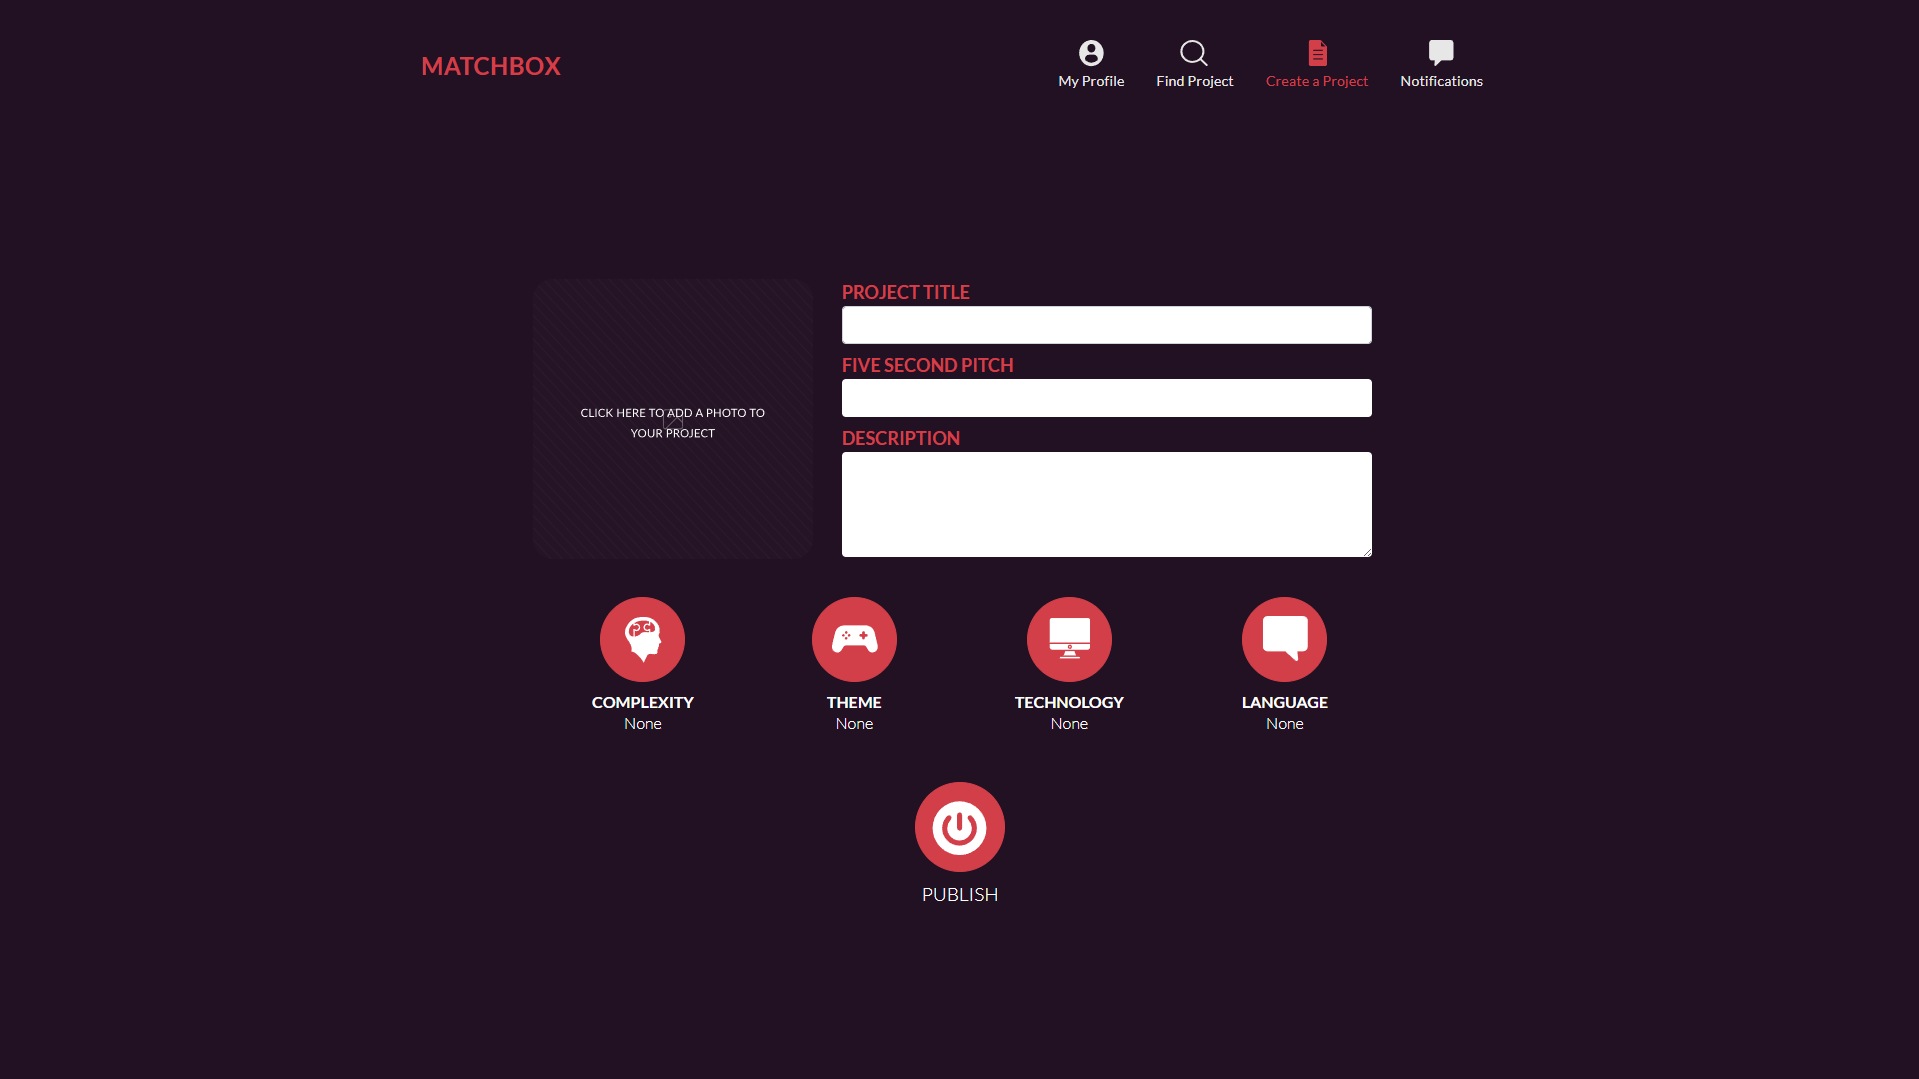 MATCHBOX
My Profile
Find Project
Create a Project
Notifications
PROJECT TITLE
FIVE SECOND PITCH
DESCRIPTION
CLICK HERE TO ADD A PHOTO TO
YOUR PROJECT
COMPLEXITY
None
THEME
None
TECHNOLOGY
None
LANGUAGE
None
PUBLISH